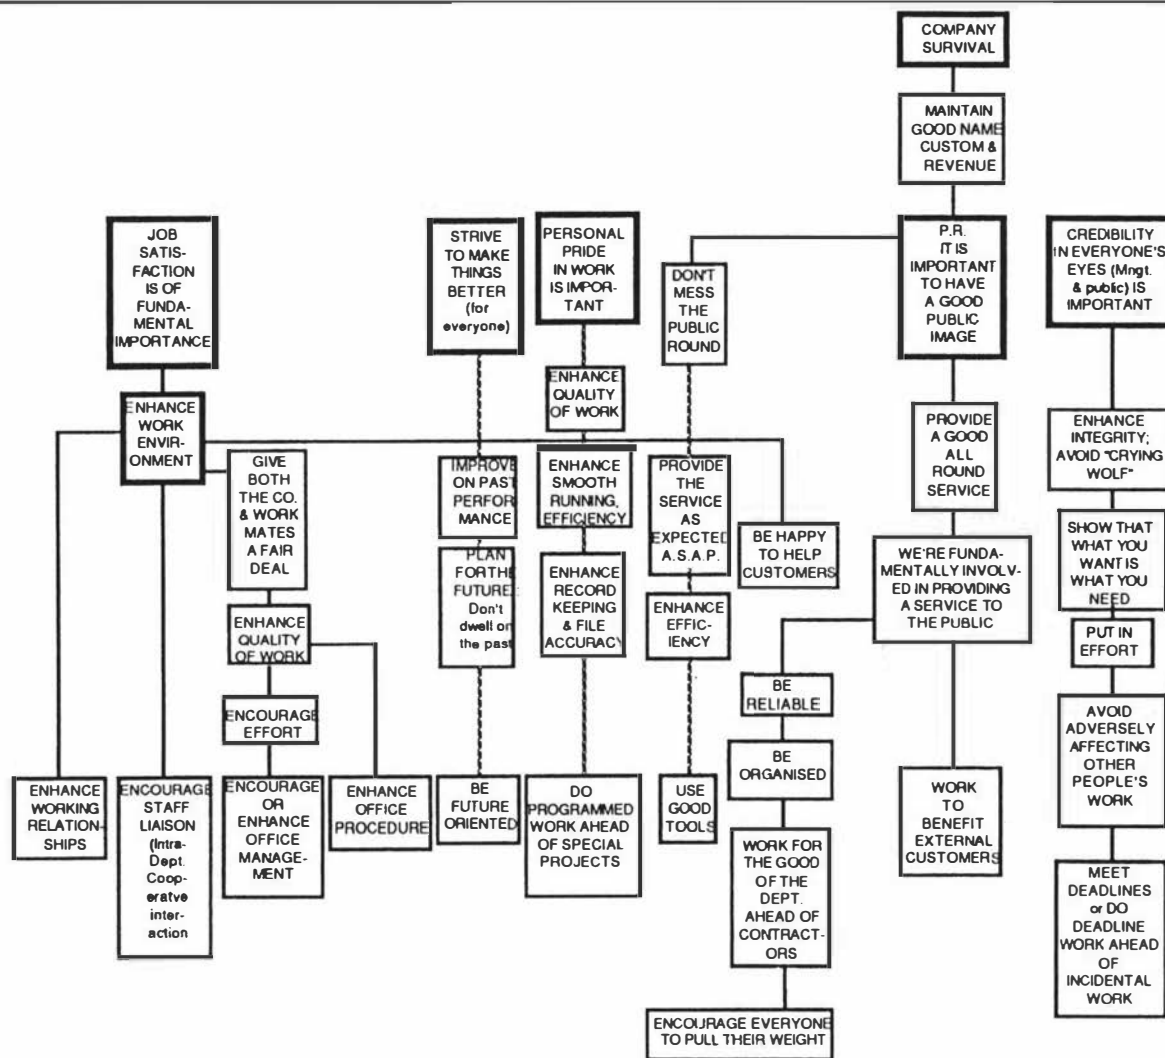 COMPANY
SURVIVAL
MAINTAIN
GOOD NAME
CUSTOM &
REVENUE
JOB
SATIS-
FACTION
IS OF
FUNDA-
MENTAL
IMPORTANCE
STRIVE
TO MAKE
THINGS
BETTER
(for
everyone)
PERSONAL
PRIDE
IN WORK
IS IMPOR-
TANT
DON'T
MESS
THE
PUBLIC
ROUND
P.R.
IT IS
IMPORTANT
TO HAVE
A GOOD
PUBLIC
IMAGE
CREDIBILITY
IN EVERYONE'S
EYES (Mngt.
& public) IS
IMPORTANT
ENHANCE
WORK
ENVIR-
ONMENT
ENHANCE
QUALITY
OF WORK
PROVIDE
A GOOD
ALL
ROUND
SERVICE
ENHANCE
INTEGRITY;
AVOID "CRYING
WOLF"
GIVE
BOTH
THE CO.
& WORK
MATES
A FAIR
DEAL
IMPROVE
ON PAST
PERFOR
MANCE
ENHANCE
SMOOTH
RUNNING,
EFFICIENCY
PROVIDE
THE
SERVICE
AS
EXPECTED
A.S.A.P.
BE HAPPY
TO HELP
CUSTOMERS
SHOW THAT
WHAT YOU
WANT IS
WHAT YOU
NEED
PLAN
FOR THE
FUTURE:
Don't
dwell on
the past
ENHANCE
RECORD
KEEPING
& FILE
ACCURACY
WE'RE FUNDA-
MENTALLY INVOLV-
ED IN PROVIDING
A SERVICE TO
THE PUBLIC
ENHANCE
QUALITY
OF WORK
ENHANCE
EFFIC-
IENCY
PUT IN
EFFORT
BE
RELIABLE
ENCOURAGE
EFFORT
BE
ORGANISED
AVOID
ADVERSELY
AFFECTING
OTHER
PEOPLE'S
WORK
ENHANCE
WORKING
RELATION-
SHIPS
ENCOURAGE
STAFF
LIAISON
(Intra-
Dept.
Coop-
eratve
inter-
action
ENCOURAGE
OR
ENHANCE
OFFICE
MANAGE-
MENT
ENHANCE
OFFICE
PROCEDURE
BE
FUTURE
ORIENTED
DO
PROGRAMMED
WORK AHEAD
OF SPECIAL
PROJECTS
USE
GOOD
TOOLS
WORK
TO
BENEFIT
EXTERNAL
CUSTOMERS
WORK FOR
THE GOOD
OF THE
DEPT.
AHEAD OF
CONTRACT-
ORS
MEET
DEADLINES
or DO
DEADLINE
WORK AHEAD
OF
INCIDENTAL
WORK
ENCOURAGE EVERYONE
TO PULL THEIR WEIGHT